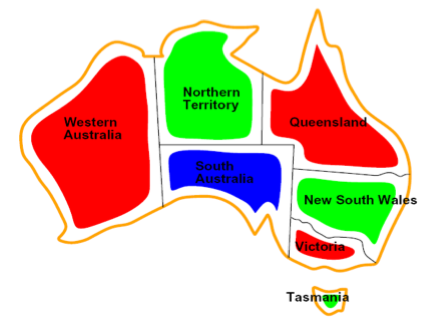 Northern
Territory
Western
Australia
Queensland
South
Australia
New South Wales
Victoria
Tasmania